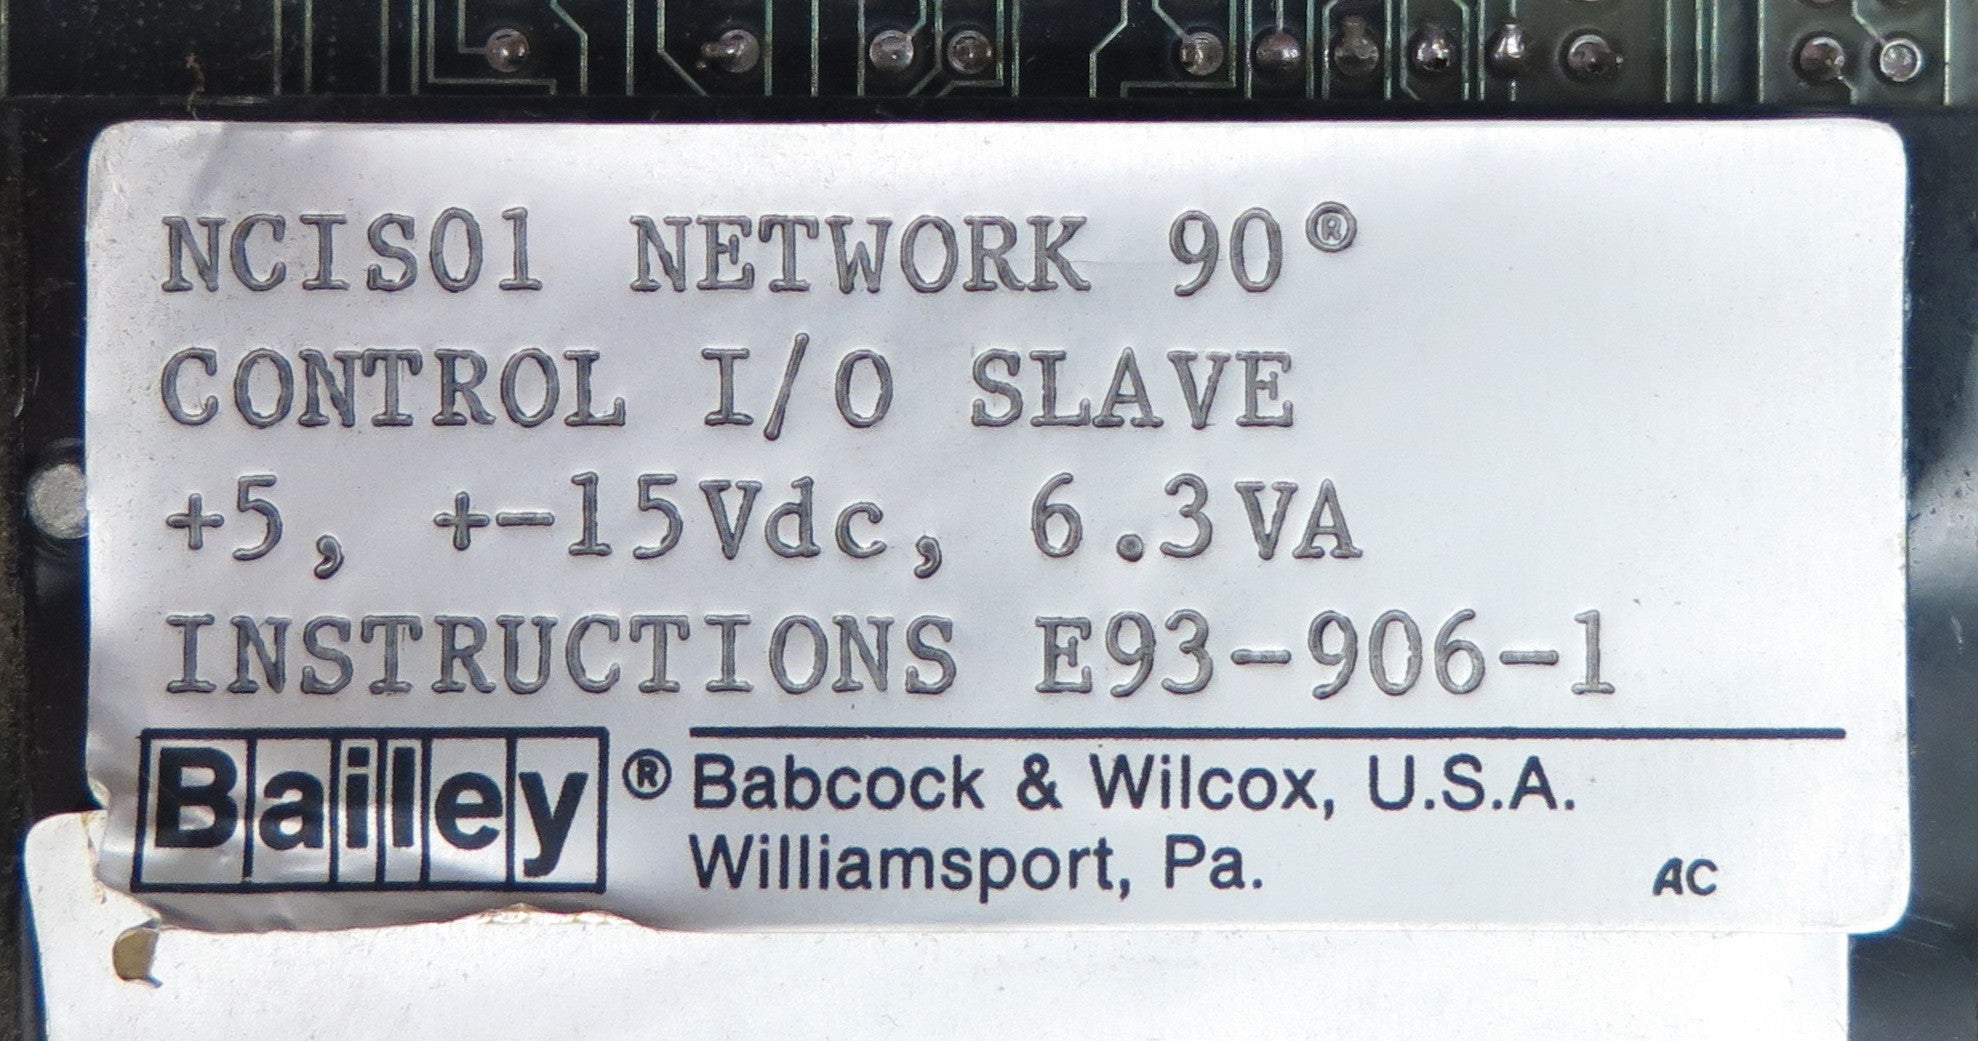 NCIS01 NETWORK 90®
CONTROL I/O SLAVE
+5, +-15Vdc, 6.3VA
INSTRUCTIONS E93-906-1
Bailey® Babcock & Wilcox, U.S.A.
Williamsport, Pa.
AC